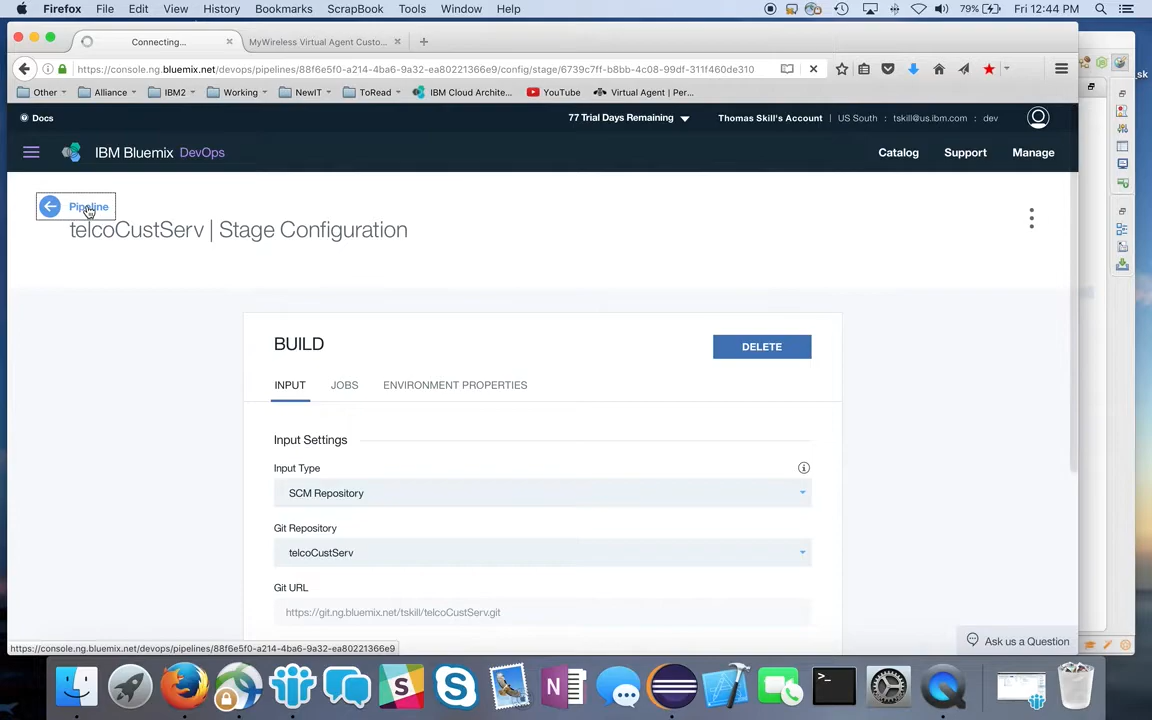 Firefox File Edit View History Bookmarks ScrapBook Tools Window Help 79% Fri 12:44 PM
Connecting... MyWireless Virtual Agent Custo...
https://console.ng.bluemix.net/devops/pipelines/88f6e5f0-a214-4ba6-9a32-ea80221366e9/config/stage/6739c7ff-b8bb-4c08-99df-311f460de310
_sk
Other Alliance IBM2 Working NewIT ToRead IBM Cloud Archite... YouTube Virtual Agent | Per...
Docs 77 Trial Days Remaining Thomas Skill's Account | US South : tskill@us.ibm.com : dev
IBM Bluemix DevOps Catalog Support Manage
Pipeline
telcoCustServ | Stage Configuration
BUILD DELETE
INPUT JOBS ENVIRONMENT PROPERTIES
Input Settings
Input Type
SCM Repository
Git Repository
telcoCustServ
Git URL
https://git.ng.bluemix.net/tskill/telcoCustServ.git
Ask us a Question
https://console.ng.bluemix.net/devops/pipelines/88f6e5f0-a214-4ba6-9a32-ea80221366e9